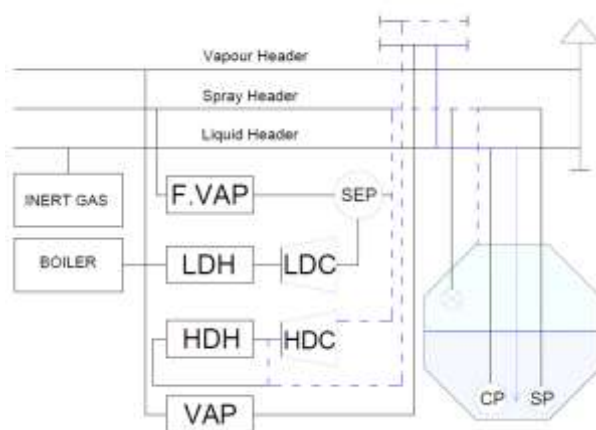 Vapour Header
Spray Header
Liquid Header
INERT GAS
F.VAP
SEP
BOILER
LDH
LDC
HDH
HDC
VAP
CP
SP